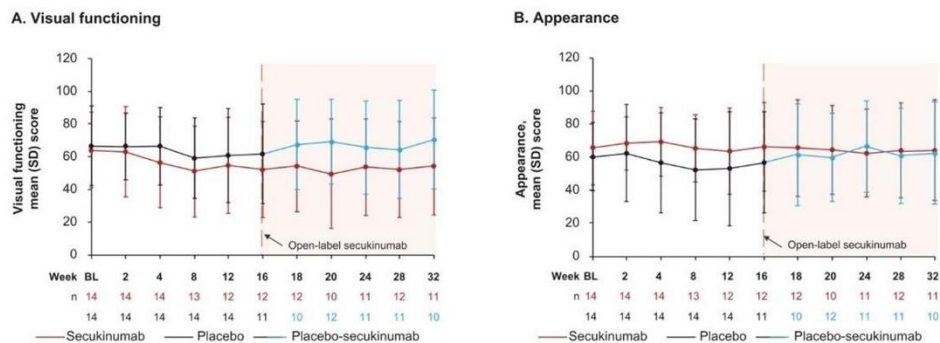 A. Visual functioning
120
100
80
60
40
20
0
Visual functioning
mean (SD) score
Open-label secukinumab
Week BL 2 4 8 12 16 18 20 24 28 32
n 14 14 14 13 12 12 12 10 11 12 11
14 14 14 14 14 11 10 12 11 11 10
Secukinumab Placebo Placebo-secukinumab
B. Appearance
120
100
80
60
40
20
0
Appearance,
mean (SD) score
Open-label secukinumab
Week BL 2 4 8 12 16 18 20 24 28 32
n 14 14 14 13 12 12 12 10 11 12 11
14 14 14 14 14 11 10 12 11 11 10
Secukinumab Placebo Placebo-secukinumab